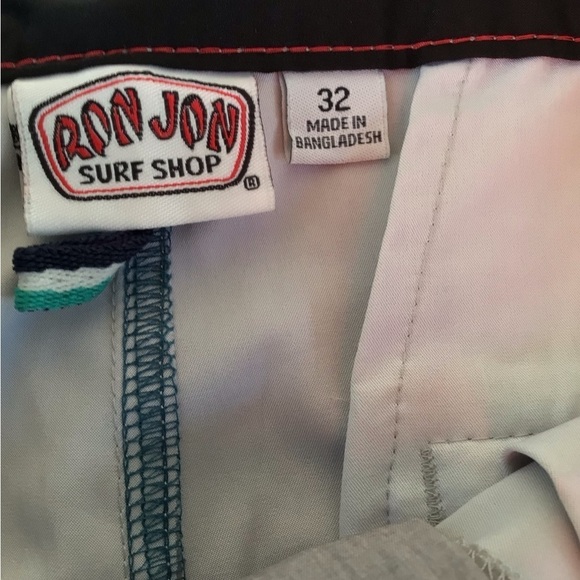 RON JON
SURF SHOP
®
32
MADE IN
BANGLADESH